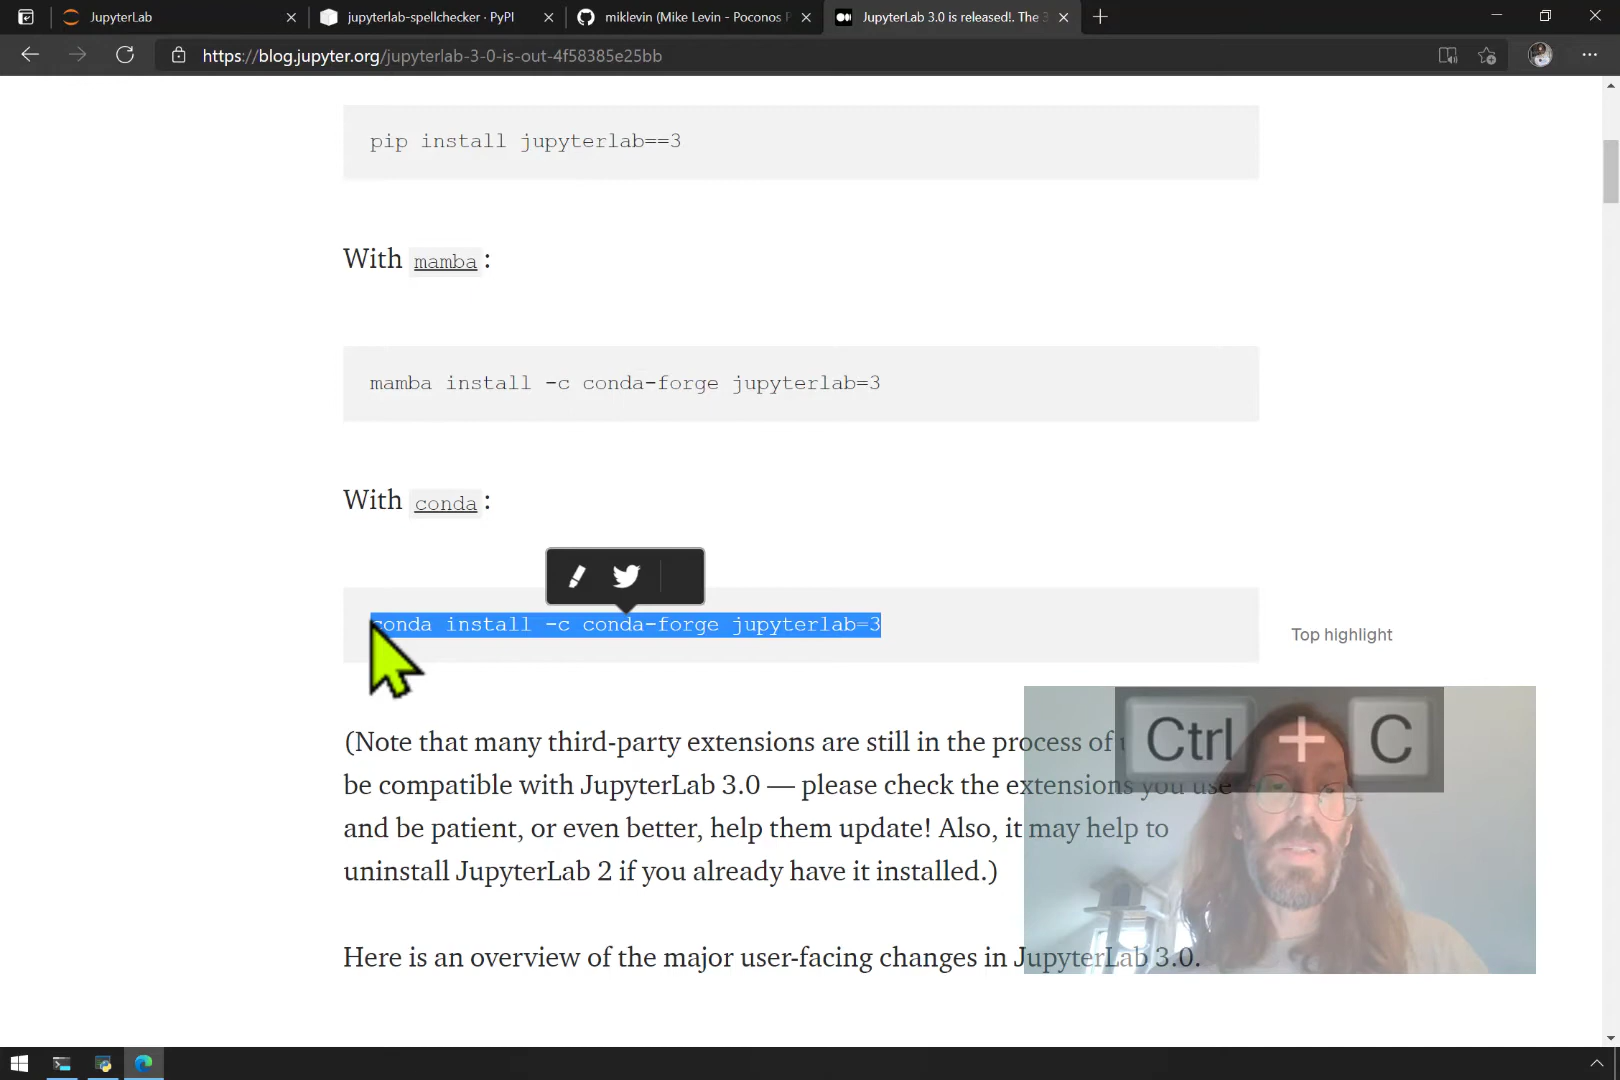 JupyterLab
jupyterlab-spellchecker · PyPI
miklevin (Mike Levin - Poconos P
JupyterLab 3.0 is released!. The 3
https://blog.jupyter.org/jupyterlab-3-0-is-out-4f58385e25bb
pip install jupyterlab==3
With mamba:
mamba install -c conda-forge jupyterlab=3
With conda:
conda install -c conda-forge jupyterlab=3
Top highlight
Ctrl + C
(Note that many third-party extensions are still in the process of u
be compatible with JupyterLab 3.0 — please check the extensions you use
and be patient, or even better, help them update! Also, it may help to
uninstall JupyterLab 2 if you already have it installed.)
Here is an overview of the major user-facing changes in JupyterLab 3.0.